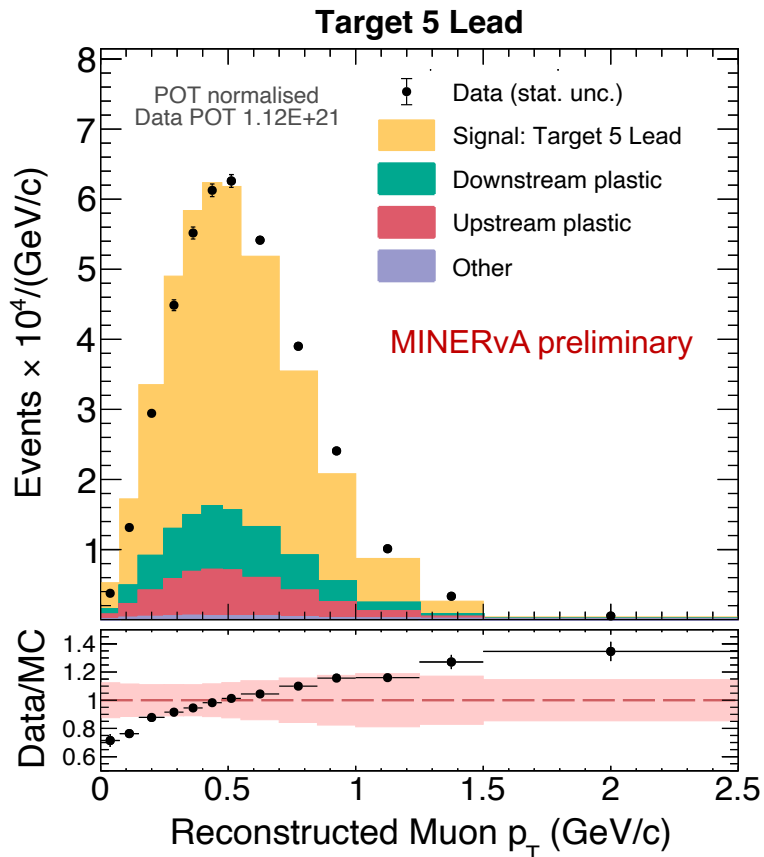 Target 5 Lead
POT normalised
Data POT 1.12E+21
Data (stat. unc.)
Signal: Target 5 Lead
Downstream plastic
Upstream plastic
Other
MINERvA preliminary
Events × 10⁴/(GeV/c)
8
7
6
5
4
3
2
1
Data/MC
1.4
1.2
1
0.8
0.6
0 0.5 1 1.5 2 2.5
Reconstructed Muon p_T (GeV/c)